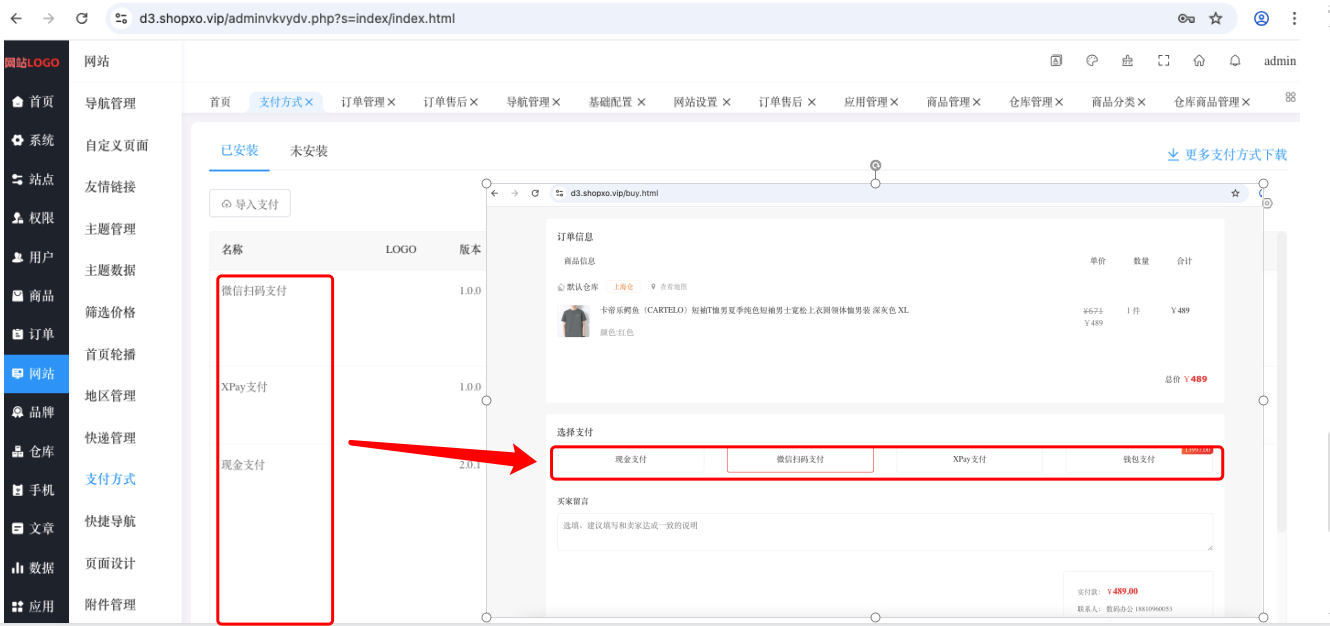 d3.shopxo.vip/adminvkvydv.php?s=index/index.html
网站LOGO
网站
admin
首页
系统
站点
权限
用户
商品
订单
网站
品牌
仓库
手机
文章
数据
应用
导航管理
自定义页面
友情链接
主题管理
主题数据
筛选价格
首页轮播
地区管理
快递管理
支付方式
快捷导航
页面设计
附件管理
首页 支付方式 订单管理 订单售后 导航管理 基础配置 网站设置 订单售后 应用管理 商品管理 仓库管理 商品分类 仓库商品管理
已安装 未安装
更多支付方式下载
导入支付
名称 LOGO 版本
微信扫码支付 1.0.0
XPay支付 1.0.0
现金支付 2.0.1
d3.shopxo.vip/buy.html
订单信息
商品信息 单价 数量 合计
默认仓库 上海仓 查看地图
卡帝乐鳄鱼（CARTELO）短袖T恤男夏季纯色短袖男士宽松上衣圆领体恤男装 深灰色 XL
颜色:红色
￥671 1 件 ￥489
￥489
总价 ￥489
选择支付
现金支付 微信扫码支付 XPay支付 钱包支付
买家留言
选填、建议填写和卖家达成一致的说明
实付款： ￥489.00
联系人： 数码办公 18810960053